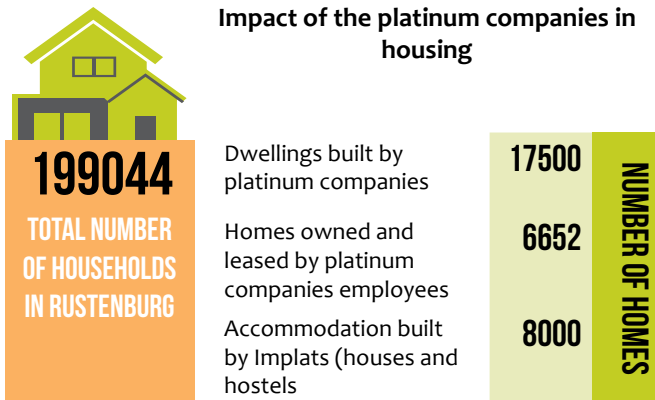 Impact of the platinum companies in
housing
199044
TOTAL NUMBER
OF HOUSEHOLDS
IN RUSTENBURG
Dwellings built by
platinum companies
17500
Homes owned and
leased by platinum
companies employees
6652
Accommodation built
by Implats (houses and
hostels
8000
NUMBER OF HOMES